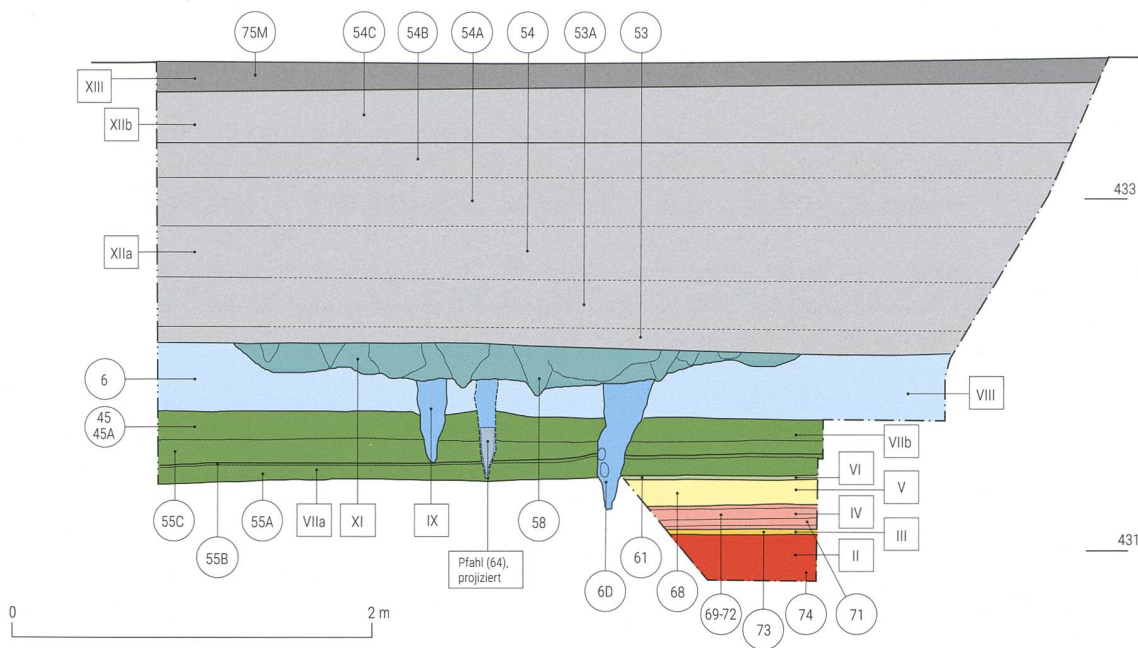 75M
54C
54B
54A
54
53A
53
XIII
XIIb
433
XIIa
6
VIII
45
45A
VIIb
VI
V
IV
III
II
431
55C
55B
55A
VIIa
XI
IX
58
Pfahl (64),
projiziert
6D
61
68
69-72
73
74
71
0
2 m